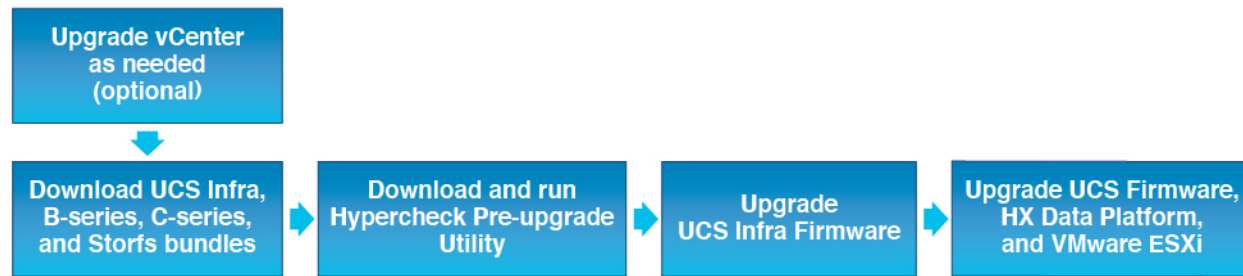 Upgrade vCenter
as needed
(optional)
Download UCS Infra,
B-series, C-series,
and Storfs bundles
Download and run
Hypercheck Pre-upgrade
Utility
Upgrade
UCS Infra Firmware
Upgrade UCS Firmware,
HX Data Platform,
and VMware ESXi